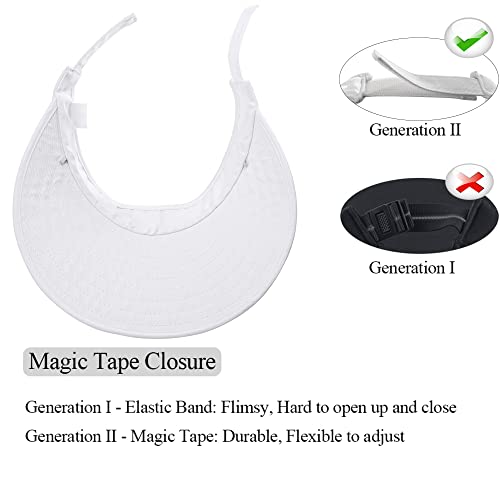 Generation II
Generation I
Magic Tape Closure
Generation I - Elastic Band: Flimsy, Hard to open up and close
Generation II - Magic Tape: Durable, Flexible to adjust